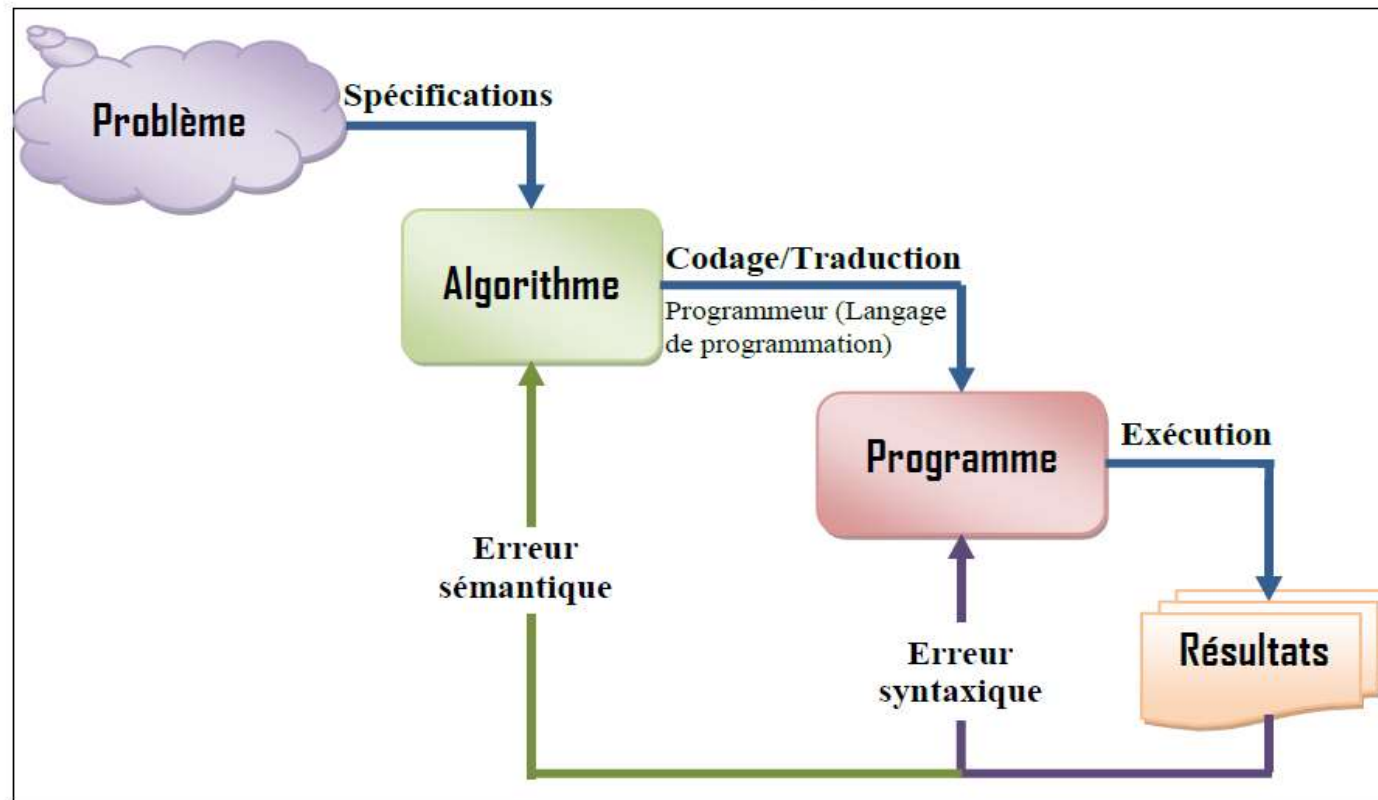 Problème
Spécifications
Algorithme
Codage/Traduction
Programmeur (Langage
de programmation)
Programme
Exécution
Résultats
Erreur
sémantique
Erreur
syntaxique